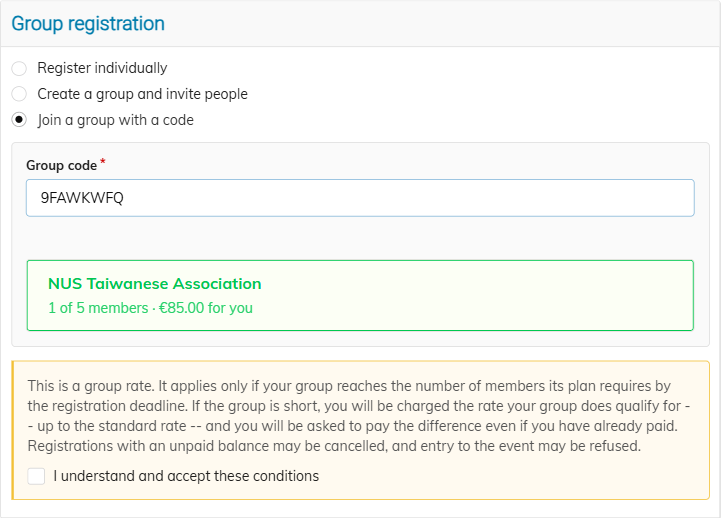 Group registration
Register individually
Create a group and invite people
Join a group with a code
Group code *
9FAWKWFQ
NUS Taiwanese Association
1 of 5 members · €85.00 for you
This is a group rate. It applies only if your group reaches the number of members its plan requires by
the registration deadline. If the group is short, you will be charged the rate your group does qualify for -
- up to the standard rate -- and you will be asked to pay the difference even if you have already paid.
Registrations with an unpaid balance may be cancelled, and entry to the event may be refused.
I understand and accept these conditions